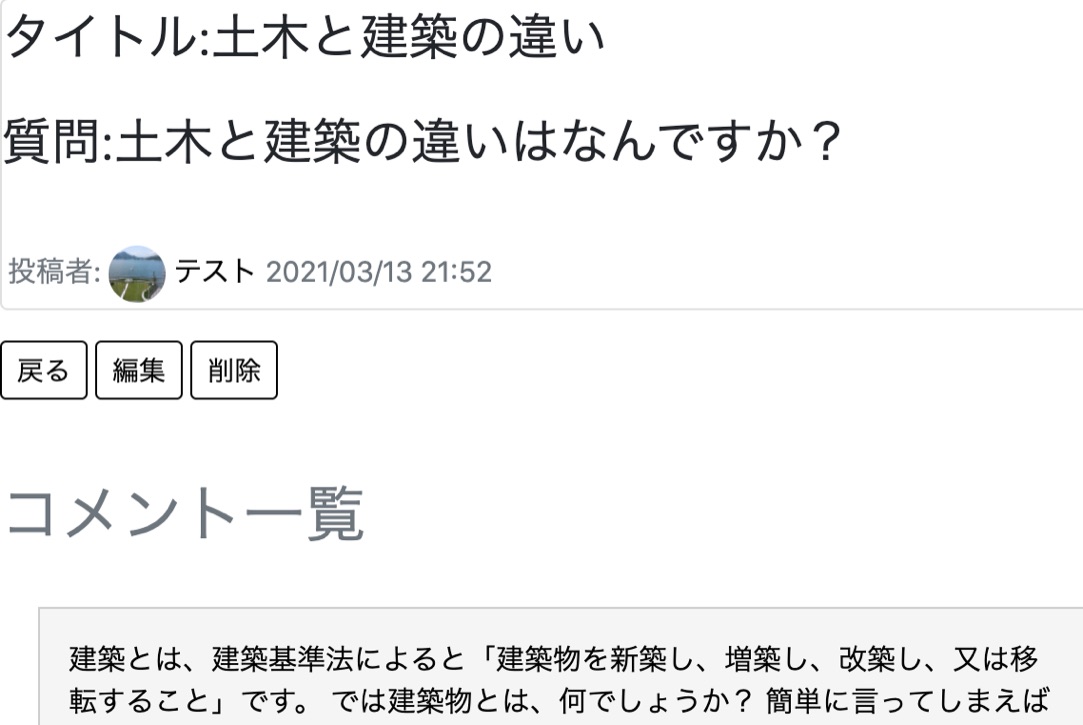 タイトル:土木と建築の違い
質問:土木と建築の違いはなんですか？
投稿者: テスト 2021/03/13 21:52
戻る 編集 削除
コメント一覧
建築とは、建築基準法によると「建築物を新築し、増築し、改築し、又は移
転すること」です。 では建築物とは、何でしょうか？ 簡単に言ってしまえば